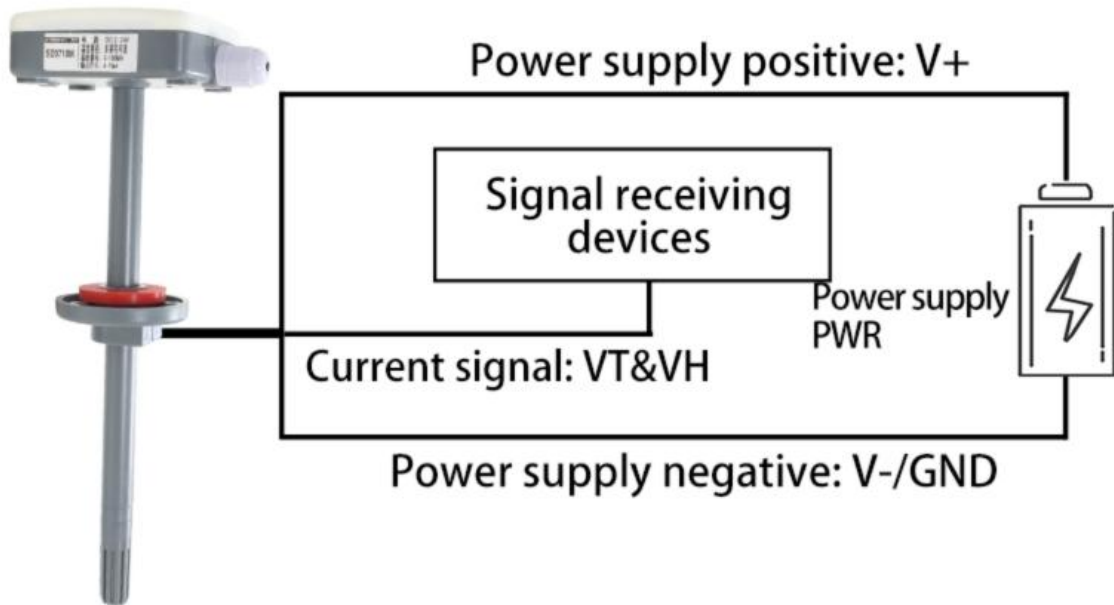 Power supply positive: V+
Signal receiving
devices
Power supply
PWR
Current signal: VT&VH
Power supply negative: V-/GND